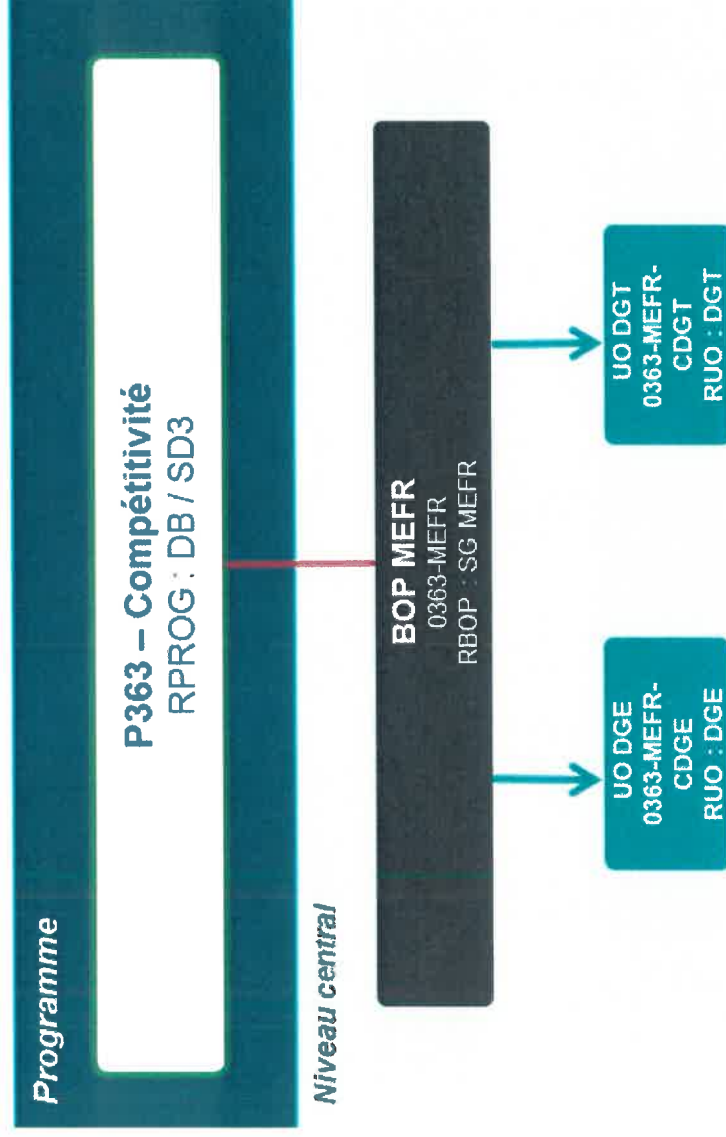 Programme
P363 – Compétitivité
RPROG : DB / SD3
Niveau central
BOP MEFR
0363-MEFR
RBOP : SG MEFR
UO DGE
0363-MEFR-
CDGE
RUO : DGE
UO DGT
0363-MEFR-
CDGT
RUO : DGT